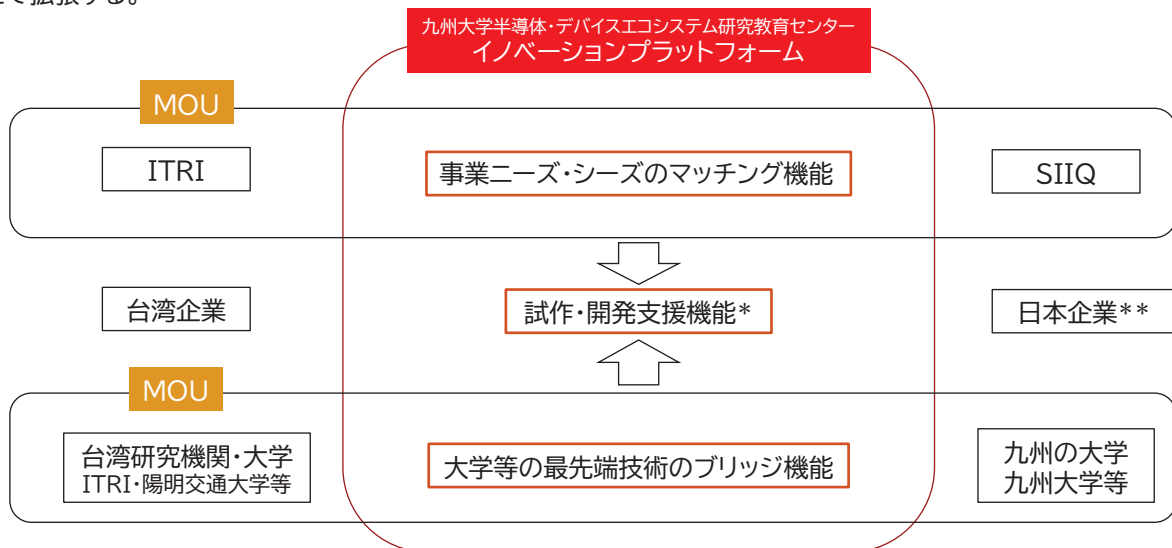 て拡張する。
九州大学半導体・デバイスエコシステム研究教育センター
イノベーションプラットフォーム
MOU
ITRI
事業ニーズ・シーズのマッチング機能
SIIQ
台湾企業
試作・開発支援機能*
日本企業**
MOU
台湾研究機関・大学
ITRI・陽明交通大学等
大学等の最先端技術のブリッジ機能
九州の大学
九州大学等